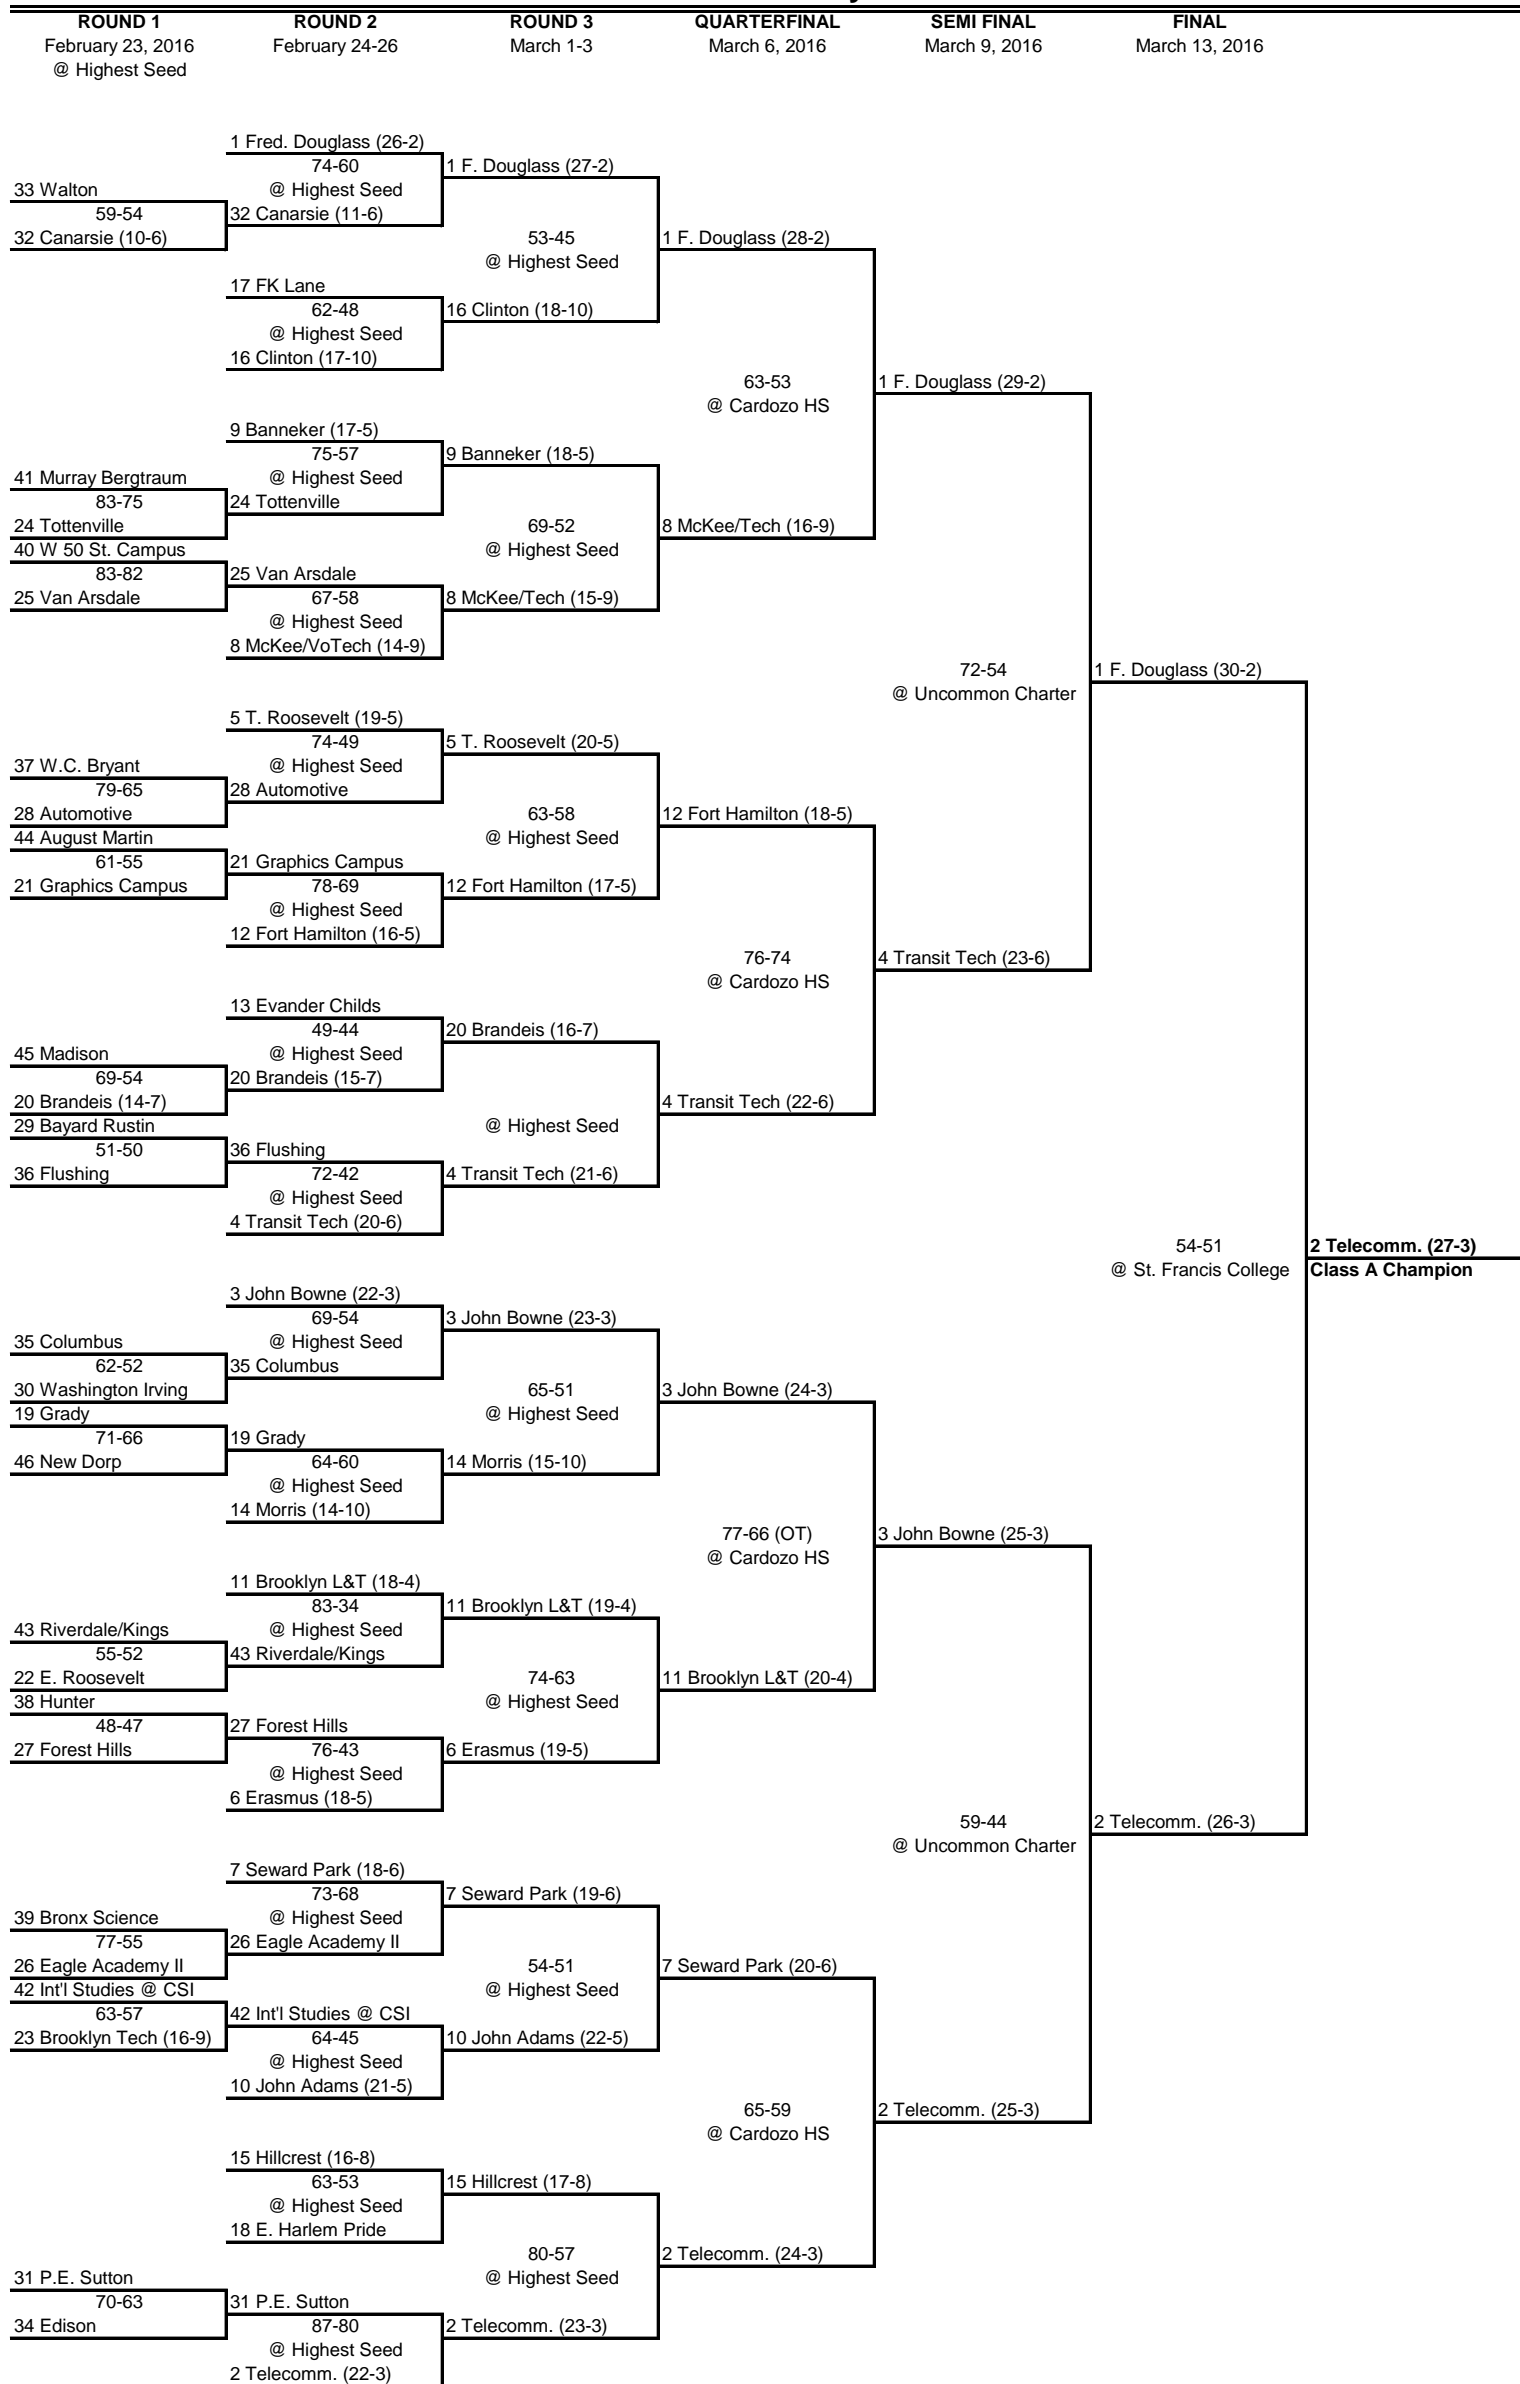 ROUND 1
February 23, 2016
@ Highest Seed
ROUND 2
February 24-26
ROUND 3
March 1-3
QUARTERFINAL
March 6, 2016
SEMI FINAL
March 9, 2016
FINAL
March 13, 2016
33 Walton
59-54
32 Canarsie (10-6)
41 Murray Bergtraum
83-75
24 Tottenville
40 W 50 St. Campus
83-82
25 Van Arsdale
37 W.C. Bryant
79-65
28 Automotive
44 August Martin
61-55
21 Graphics Campus
45 Madison
69-54
20 Brandeis (14-7)
29 Bayard Rustin
51-50
36 Flushing
35 Columbus
62-52
30 Washington Irving
19 Grady
71-66
46 New Dorp
43 Riverdale/Kings
55-52
22 E. Roosevelt
38 Hunter
48-47
27 Forest Hills
39 Bronx Science
77-55
26 Eagle Academy II
42 Int'l Studies @ CSI
63-57
23 Brooklyn Tech (16-9)
31 P.E. Sutton
70-63
34 Edison
1 Fred. Douglass (26-2)
74-60
@ Highest Seed
32 Canarsie (11-6)
17 FK Lane
62-48
@ Highest Seed
16 Clinton (17-10)
9 Banneker (17-5)
75-57
@ Highest Seed
24 Tottenville
25 Van Arsdale
67-58
@ Highest Seed
8 McKee/VoTech (14-9)
5 T. Roosevelt (19-5)
74-49
@ Highest Seed
28 Automotive
21 Graphics Campus
78-69
@ Highest Seed
12 Fort Hamilton (16-5)
13 Evander Childs
49-44
@ Highest Seed
20 Brandeis (15-7)
36 Flushing
72-42
@ Highest Seed
4 Transit Tech (20-6)
3 John Bowne (22-3)
69-54
@ Highest Seed
35 Columbus
19 Grady
64-60
@ Highest Seed
14 Morris (14-10)
11 Brooklyn L&T (18-4)
83-34
@ Highest Seed
43 Riverdale/Kings
27 Forest Hills
76-43
@ Highest Seed
6 Erasmus (18-5)
7 Seward Park (18-6)
73-68
@ Highest Seed
26 Eagle Academy II
42 Int'l Studies @ CSI
64-45
@ Highest Seed
10 John Adams (21-5)
15 Hillcrest (16-8)
63-53
@ Highest Seed
18 E. Harlem Pride
31 P.E. Sutton
87-80
@ Highest Seed
2 Telecomm. (22-3)
1 F. Douglass (27-2)
53-45
@ Highest Seed
16 Clinton (18-10)
9 Banneker (18-5)
69-52
@ Highest Seed
8 McKee/Tech (15-9)
5 T. Roosevelt (20-5)
63-58
@ Highest Seed
12 Fort Hamilton (17-5)
20 Brandeis (16-7)
@ Highest Seed
4 Transit Tech (21-6)
3 John Bowne (23-3)
65-51
@ Highest Seed
14 Morris (15-10)
11 Brooklyn L&T (19-4)
74-63
@ Highest Seed
6 Erasmus (19-5)
7 Seward Park (19-6)
54-51
@ Highest Seed
10 John Adams (22-5)
15 Hillcrest (17-8)
80-57
@ Highest Seed
2 Telecomm. (23-3)
1 F. Douglass (28-2)
63-53
@ Cardozo HS
8 McKee/Tech (16-9)
12 Fort Hamilton (18-5)
76-74
@ Cardozo HS
4 Transit Tech (22-6)
3 John Bowne (24-3)
77-66 (OT)
@ Cardozo HS
11 Brooklyn L&T (20-4)
7 Seward Park (20-6)
65-59
@ Cardozo HS
2 Telecomm. (24-3)
1 F. Douglass (29-2)
72-54
@ Uncommon Charter
4 Transit Tech (23-6)
3 John Bowne (25-3)
59-44
@ Uncommon Charter
2 Telecomm. (25-3)
1 F. Douglass (30-2)
54-51
@ St. Francis College
2 Telecomm. (26-3)
2 Telecomm. (27-3)
Class A Champion